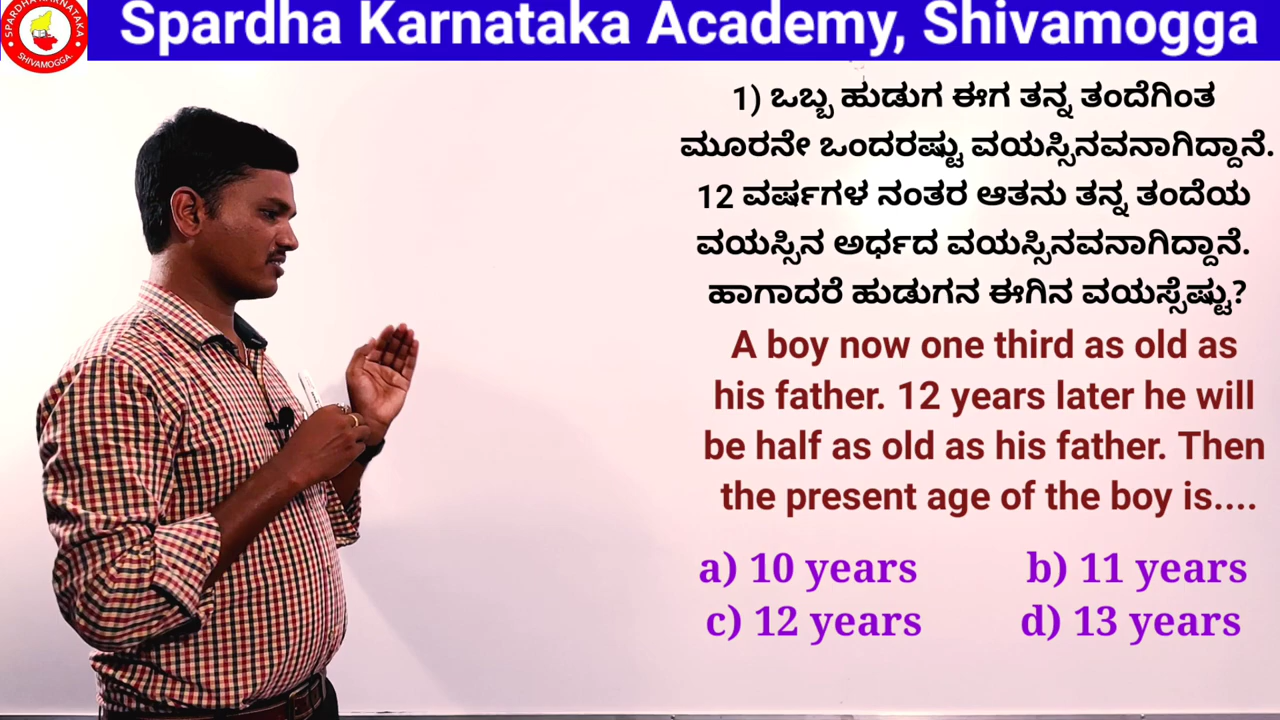 Spardha Karnataka Academy, Shivamogga
SPARDHA KARNATAKA
SHIVAMOGGA
1) ಒಬ್ಬ ಹುಡುಗ ಈಗ ತನ್ನ ತಂದೆಗಿಂತ
ಮೂರನೇ ಒಂದರಷ್ಟು ವಯಸ್ಸಿನವನಾಗಿದ್ದಾನೆ.
12 ವರ್ಷಗಳ ನಂತರ ಆತನು ತನ್ನ ತಂದೆಯ
ವಯಸ್ಸಿನ ಅರ್ಧದ ವಯಸ್ಸಿನವನಾಗಿದ್ದಾನೆ.
ಹಾಗಾದರೆ ಹುಡುಗನ ಈಗಿನ ವಯಸ್ಸೆಷ್ಟು?
A boy now one third as old as
his father. 12 years later he will
be half as old as his father. Then
the present age of the boy is....
a) 10 years b) 11 years
c) 12 years d) 13 years